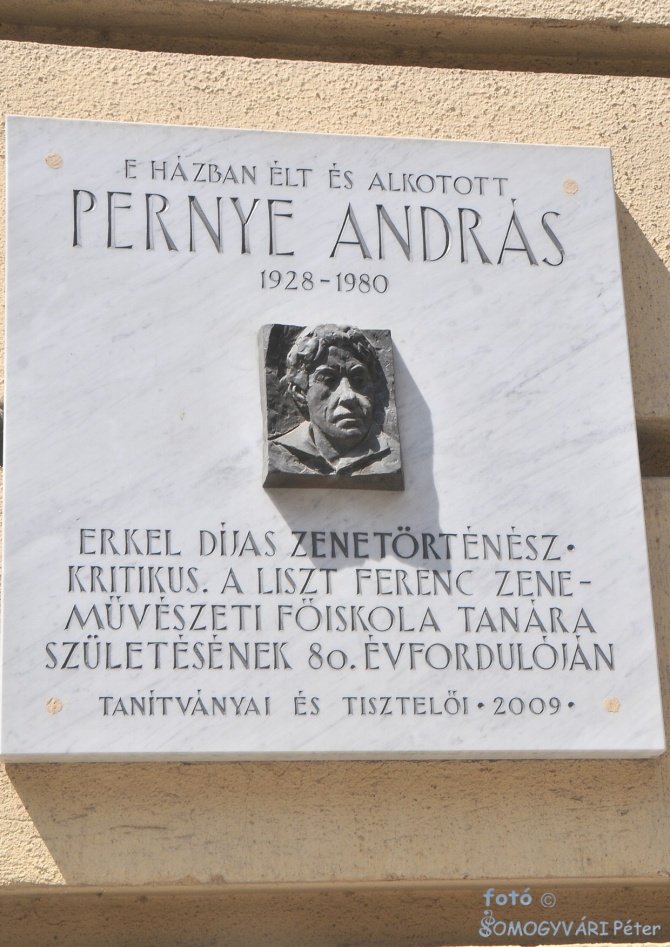 E HÁZBAN ÉLT ÉS ALKOTOTT
PERNYE ANDRÁS
1928-1980
ERKEL DÍJAS ZENETÖRTÉNÉSZ•
KRITIKUS. A LISZT FERENC ZENE-
MŰVÉSZETI FŐISKOLA TANÁRA
SZÜLETÉSÉNEK 80. ÉVFORDULÓJÁN
TANÍTVÁNYAI ÉS TISZTELŐI • 2009 •
fotó ©
SOMOGYVÁRI Péter